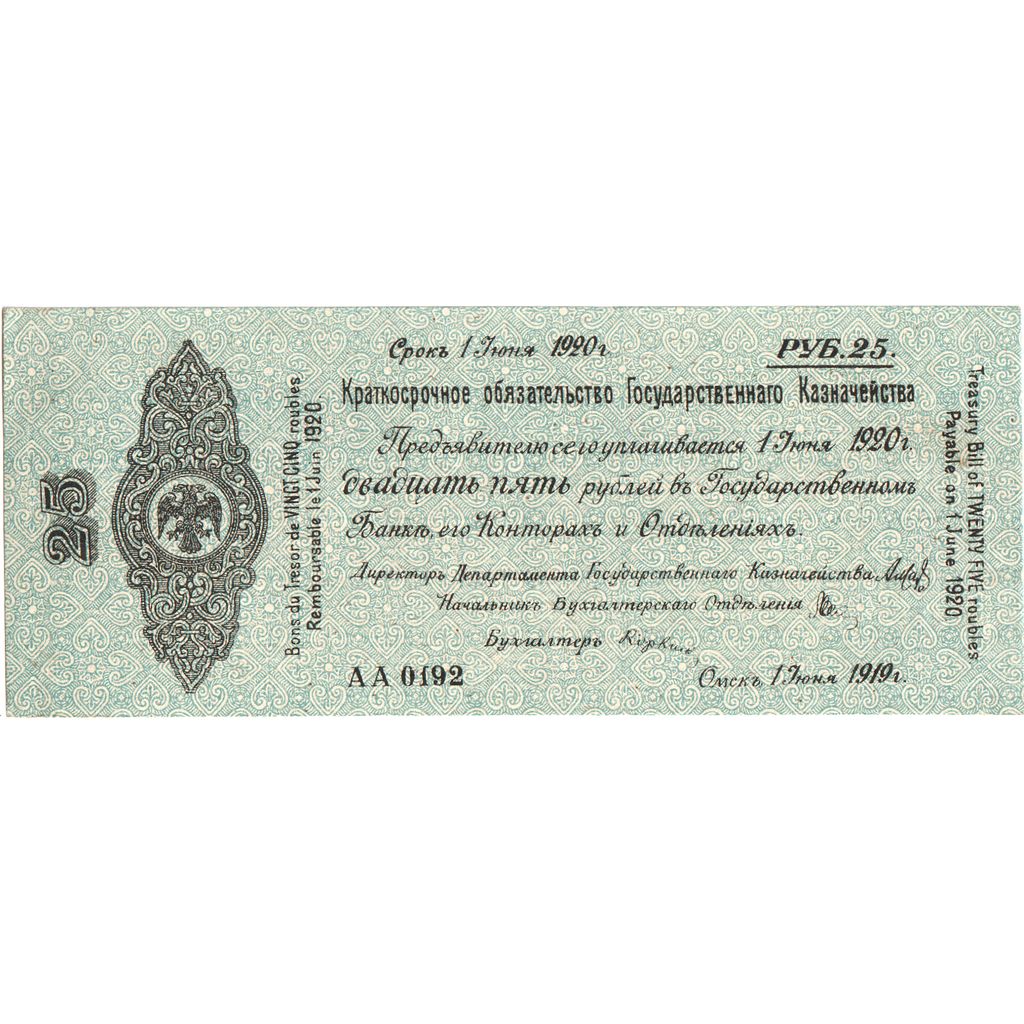 25
Bons du Tresor de VINGT CINQ roubles
Remboursable le 1 Juin 1920
Срокъ 1 Іюня 1920 г.
РУБ. 25.
Краткосрочное обязательство Государственнаго Казначейства
Предъявителю сего уплачивается 1 Іюня 1920 г.
двадцать пять рублей въ Государственномъ
Банкѣ, его Конторахъ и Отдѣленіяхъ.
Директоръ Департамента Государственнаго Казначейства
Начальникъ Бухгалтерскаго Отдѣленія
Бухгалтеръ
АА 0192
Омскъ, 1 Іюня 1919 г.
Treasury Bill of TWENTY FIVE roubles
Payable on 1 June 1920